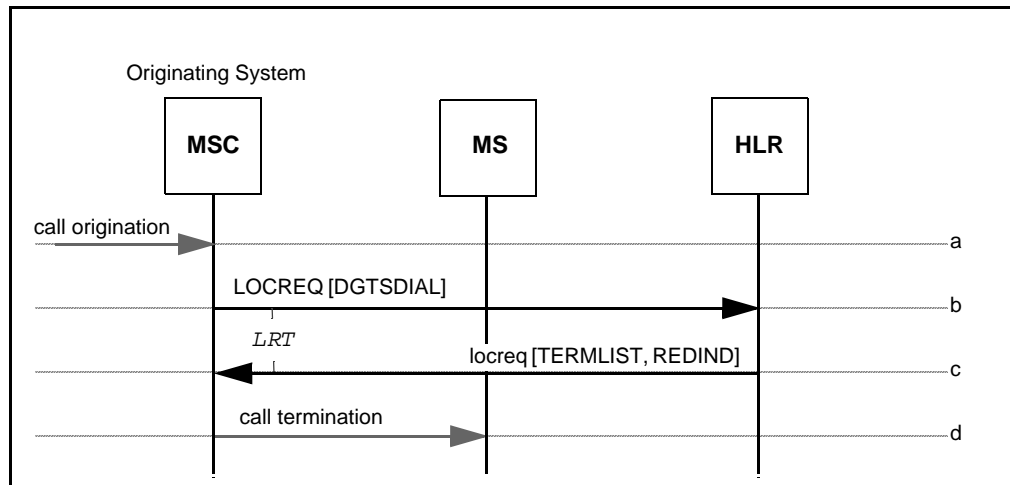 Originating System
MSC
MS
HLR
call origination
a
LOCREQ [DGTSDIAL]
b
LRT
locreq [TERMLIST, REDIND]
c
call termination
d